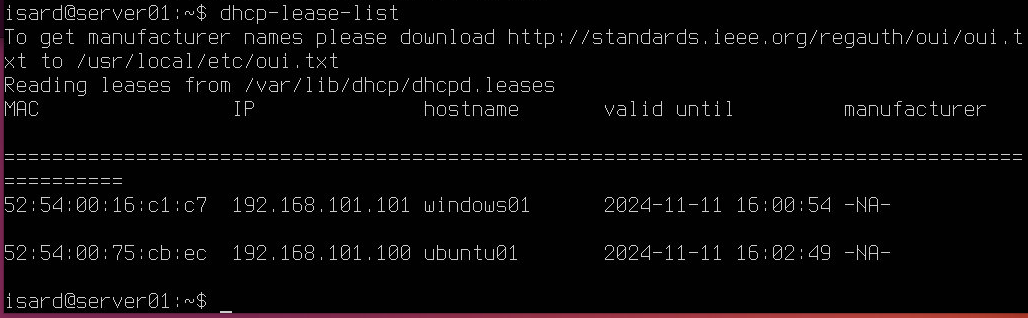 isard@server01:~$ dhcp-lease-list
To get manufacturer names please download http://standards.ieee.org/regauth/oui/oui.t
xt to /usr/local/etc/oui.txt
Reading leases from /var/lib/dhcp/dhcpd.leases
MAC                IP              hostname       valid until         manufacturer
=====================================================================================
==========
52:54:00:16:c1:c7  192.168.101.101 windows01      2024-11-11 16:00:54 -NA-
52:54:00:75:cb:ec  192.168.101.100 ubuntu01       2024-11-11 16:02:49 -NA-
isard@server01:~$ _